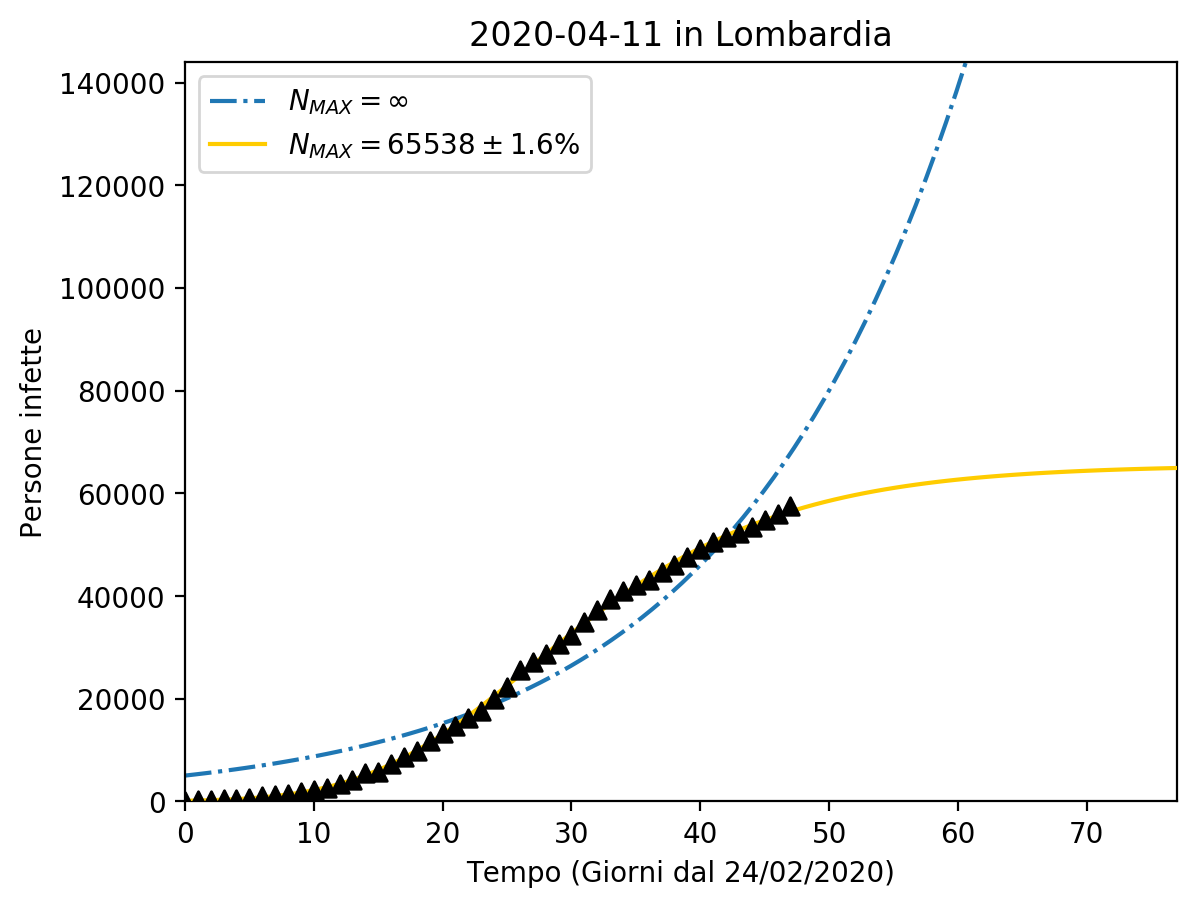 2020-04-11 in Lombardia
N_MAX = ∞
N_MAX = 65538 ± 1.6%
Persone infette
140000
120000
100000
80000
60000
40000
20000
0
0 10 20 30 40 50 60 70
Tempo (Giorni dal 24/02/2020)